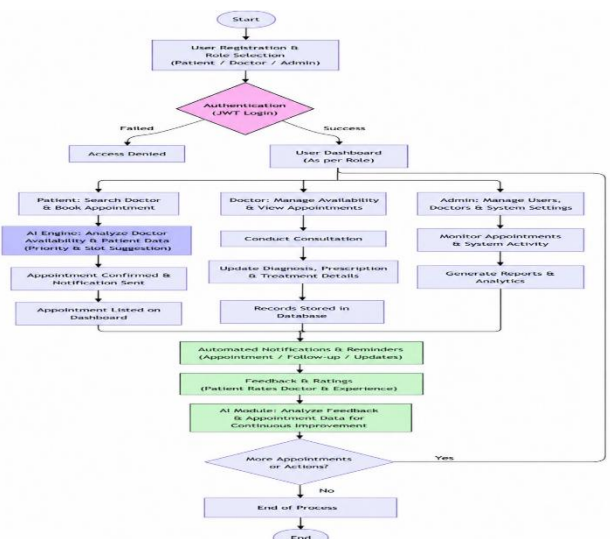 Start
User Registration &
Role Selection
(Patient / Doctor / Admin)
Authentication
(JWT Login)
Failed
Success
Access Denied
User Dashboard
(As per Role)
Patient: Search Doctor
& Book Appointment
Doctor: Manage Availability
& View Appointments
Admin: Manage Users,
Doctors & System Settings
AI Engine: Analyze Doctor
Availability & Patient Data
(Priority & Slot Suggestion)
Conduct Consultation
Monitor Appointments
& System Activity
Appointment Confirmed &
Notification Sent
Update Diagnosis, Prescription
& Treatment Details
Generate Reports &
Analytics
Appointment Listed on
Dashboard
Records Stored in
Database
Automated Notifications & Reminders
(Appointment / Follow-up / Updates)
Feedback & Ratings
(Patient Rates Doctor & Experience)
AI Module: Analyze Feedback
& Appointment Data for
Continuous Improvement
More Appointments
or Actions?
Yes
No
End of Process
End